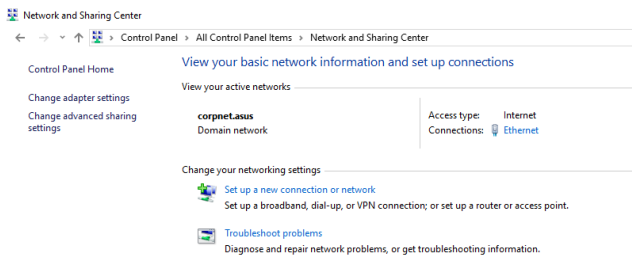 Network and Sharing Center
Control Panel > All Control Panel Items > Network and Sharing Center
Control Panel Home
Change adapter settings
Change advanced sharing
settings
View your basic network information and set up connections
View your active networks
corpnet.asus
Domain network
Access type: Internet
Connections: Ethernet
Change your networking settings
Set up a new connection or network
Set up a broadband, dial-up, or VPN connection; or set up a router or access point.
Troubleshoot problems
Diagnose and repair network problems, or get troubleshooting information.